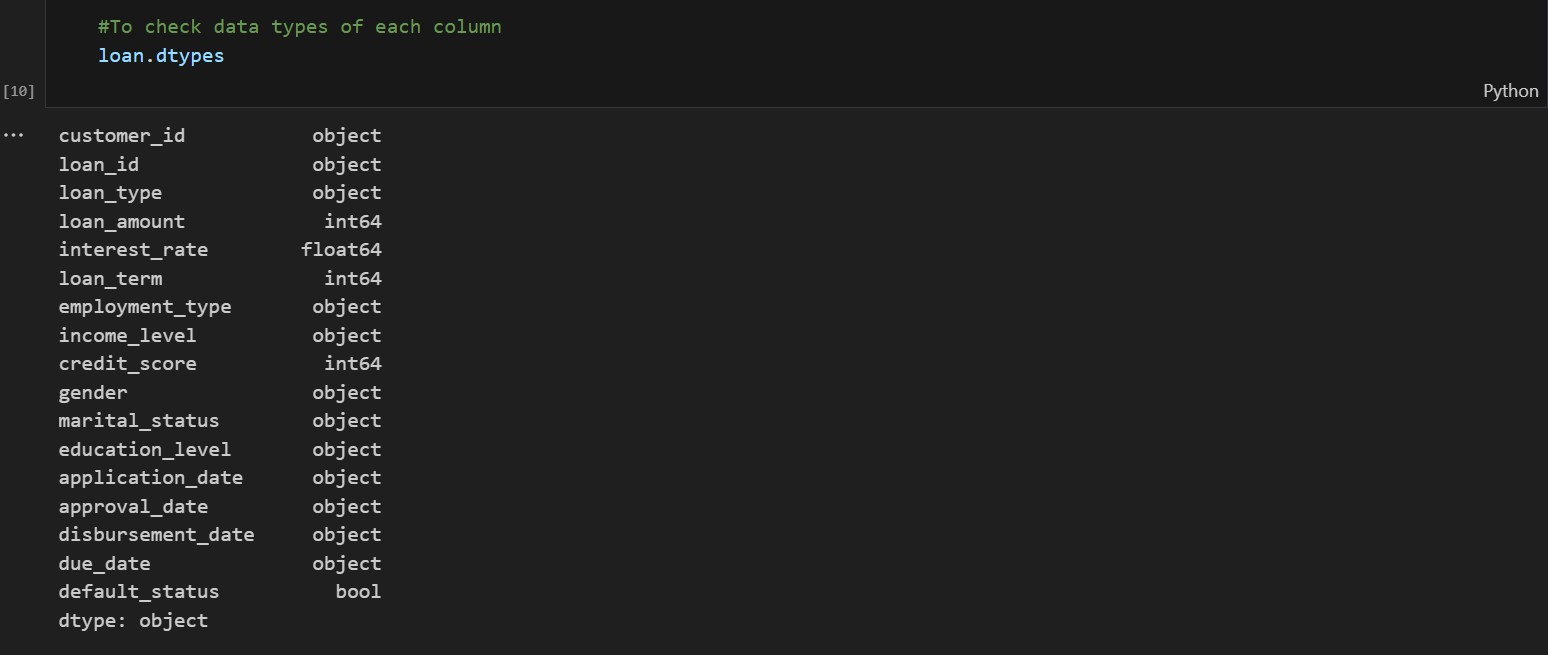 #To check data types of each column
loan.dtypes
[10]
Python
...
customer_id object
loan_id object
loan_type object
loan_amount int64
interest_rate float64
loan_term int64
employment_type object
income_level object
credit_score int64
gender object
marital_status object
education_level object
application_date object
approval_date object
disbursement_date object
due_date object
default_status bool
dtype: object